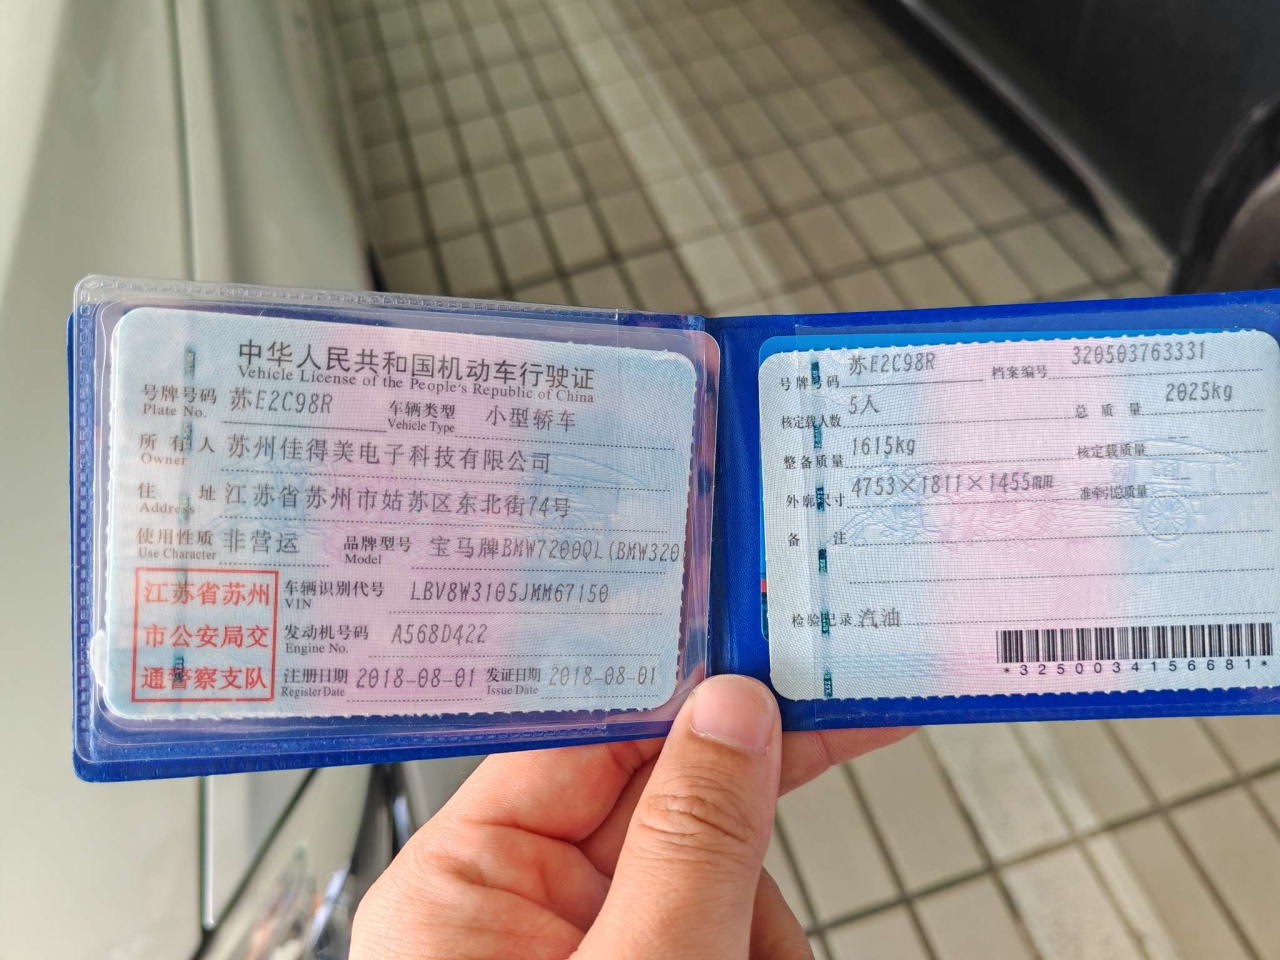 中华人民共和国机动车行驶证
Vehicle License of the People's Republic of China
号牌号码 苏E2C98R 车辆类型 小型轿车
Plate No. Vehicle Type
所有人 苏州佳得美电子科技有限公司
Owner
住址 江苏省苏州市姑苏区东北街74号
Address
使用性质 非营运 品牌型号 宝马牌BMW7200QL(BMW320
Use Character Model
江苏省苏州
市公安局交
通警察支队
车辆识别代号 LBV8W3105JMM67150
VIN
发动机号码 A568D422
Engine No.
注册日期 2018-08-01 发证日期 2018-08-01
Register Date Issue Date
号牌号码 苏E2C98R 档案编号 320503763331
核定载人数 5人 总质量 2025kg
整备质量 1615kg 核定载质量 --
外廓尺寸 4753×1811×1455mm 准牵引总质量 --
备注
检验记录 汽油
*3250034156681*